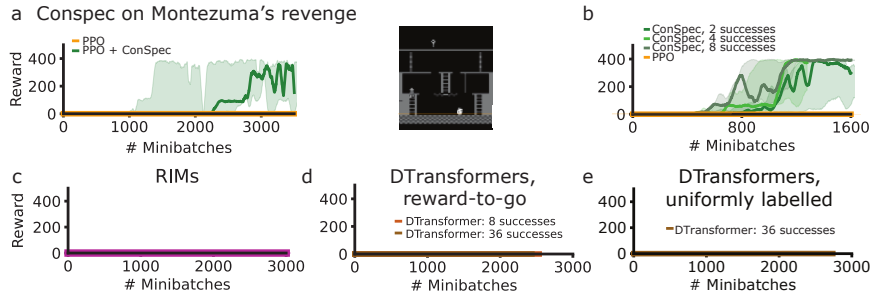 a Conspec on Montezuma's revenge
PPO
PPO + ConSpec
Reward
400
200
0
0 1000 2000 3000
# Minibatches
b
ConSpec, 2 successes
ConSpec, 4 successes
ConSpec, 8 successes
PPO
400
200
0
0 800 1600
# Minibatches
c RIMs
Reward
400
200
0
0 1000 2000 3000
# Minibatches
d DTransformers,
reward-to-go
DTransformer: 8 successes
DTransformer: 36 successes
400
200
0
0 1000 2000 3000
# Minibatches
e DTransformers,
uniformly labelled
DTransformer: 36 successes
400
200
0
0 1000 2000 3000
# Minibatches